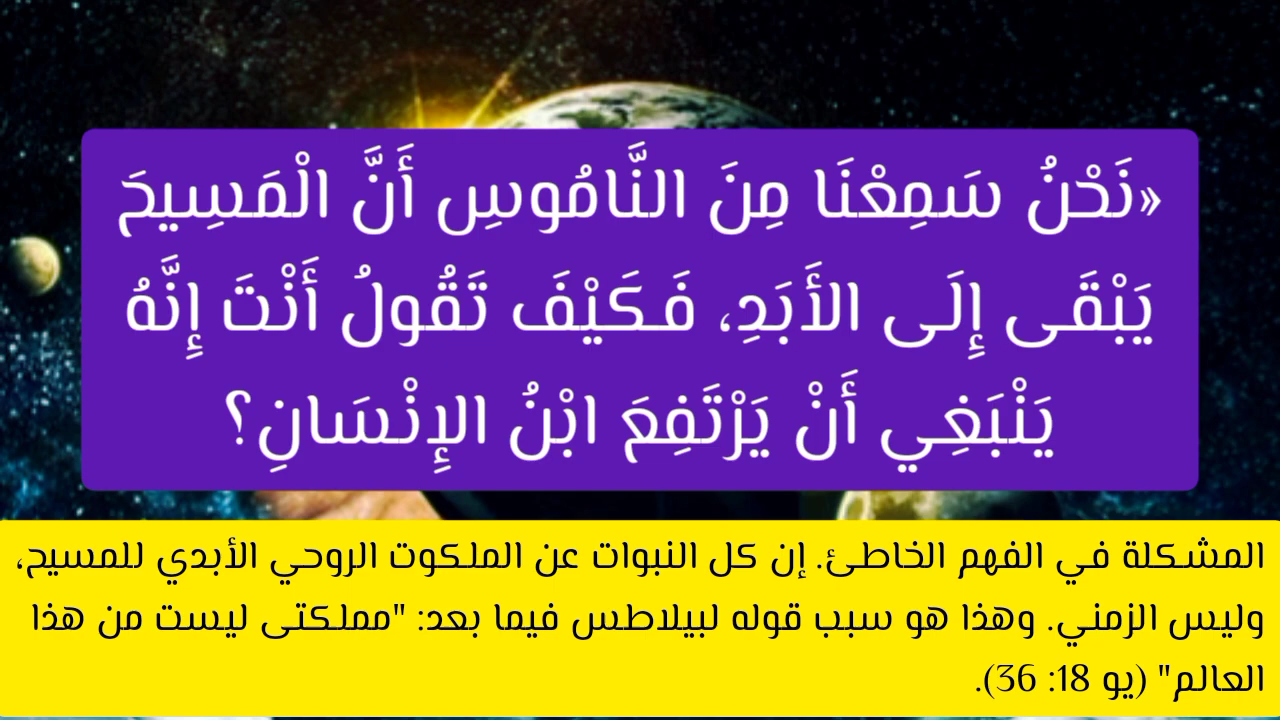 «نَحْنُ سَمِعْنَا مِنَ النَّامُوسِ أَنَّ الْمَسِيحَ
يَبْقَى إِلَى الأَبَدِ، فَكَيْفَ تَقُولُ أَنْتَ إِنَّهُ
يَنْبَغِي أَنْ يَرْتَفِعَ ابْنُ الإِنْسَانِ؟
المشكلة في الفهم الخاطئ. إن كل النبوات عن الملكوت الروحي الأبدي للمسيح،
وليس الزمني. وهذا هو سبب قوله لبيلاطس فيما بعد: "مملكتى ليست من هذا
العالم" (يو 18: 36).